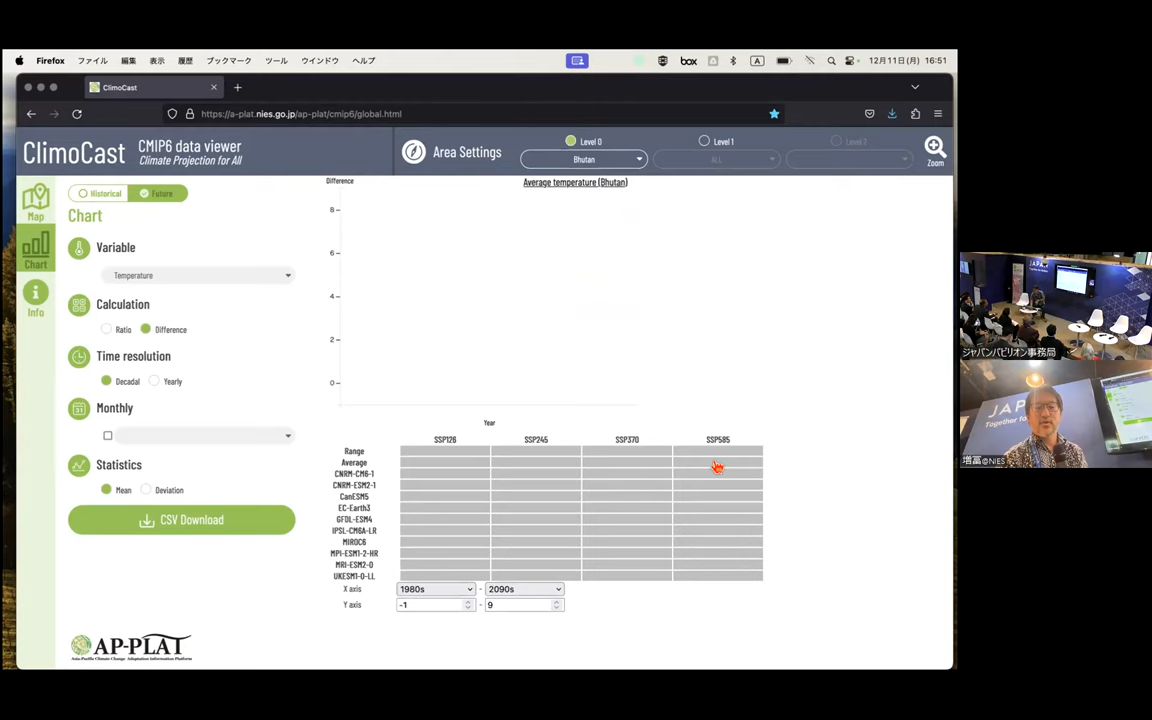 Firefox ファイル 編集 表示 履歴 ブックマーク ツール ウインドウ ヘルプ box A 12月11日(月) 16:51
ClimoCast
https://a-plat.nies.go.jp/ap-plat/cmip6/global.html
ClimoCast
CMIP6 data viewer
Climate Projection for All
Area Settings
Level 0
Bhutan
Level 1
ALL
Level 2
Zoom
Map
Chart
Info
Historical
Future
Chart
Variable
Temperature
Calculation
Ratio
Difference
Time resolution
Decadal
Yearly
Monthly
Statistics
Mean
Deviation
CSV Download
AP-PLAT
Asia-Pacific Climate Change Adaptation Information Platform
Difference
Average temperature (Bhutan)
8
6
4
2
0
Year
SSP126 SSP245 SSP370 SSP585
Range
Average
CNRM-CM6-1
CNRM-ESM2-1
CanESM5
EC-Earth3
GFDL-ESM4
IPSL-CM6A-LR
MIROC6
MPI-ESM1-2-HR
MRI-ESM2-0
UKESM1-0-LL
X axis 1980s - 2090s
Y axis -1 - 9
JAPAN
ジャパンパビリオン事務局
JAPA
Together fo
増冨@NIES